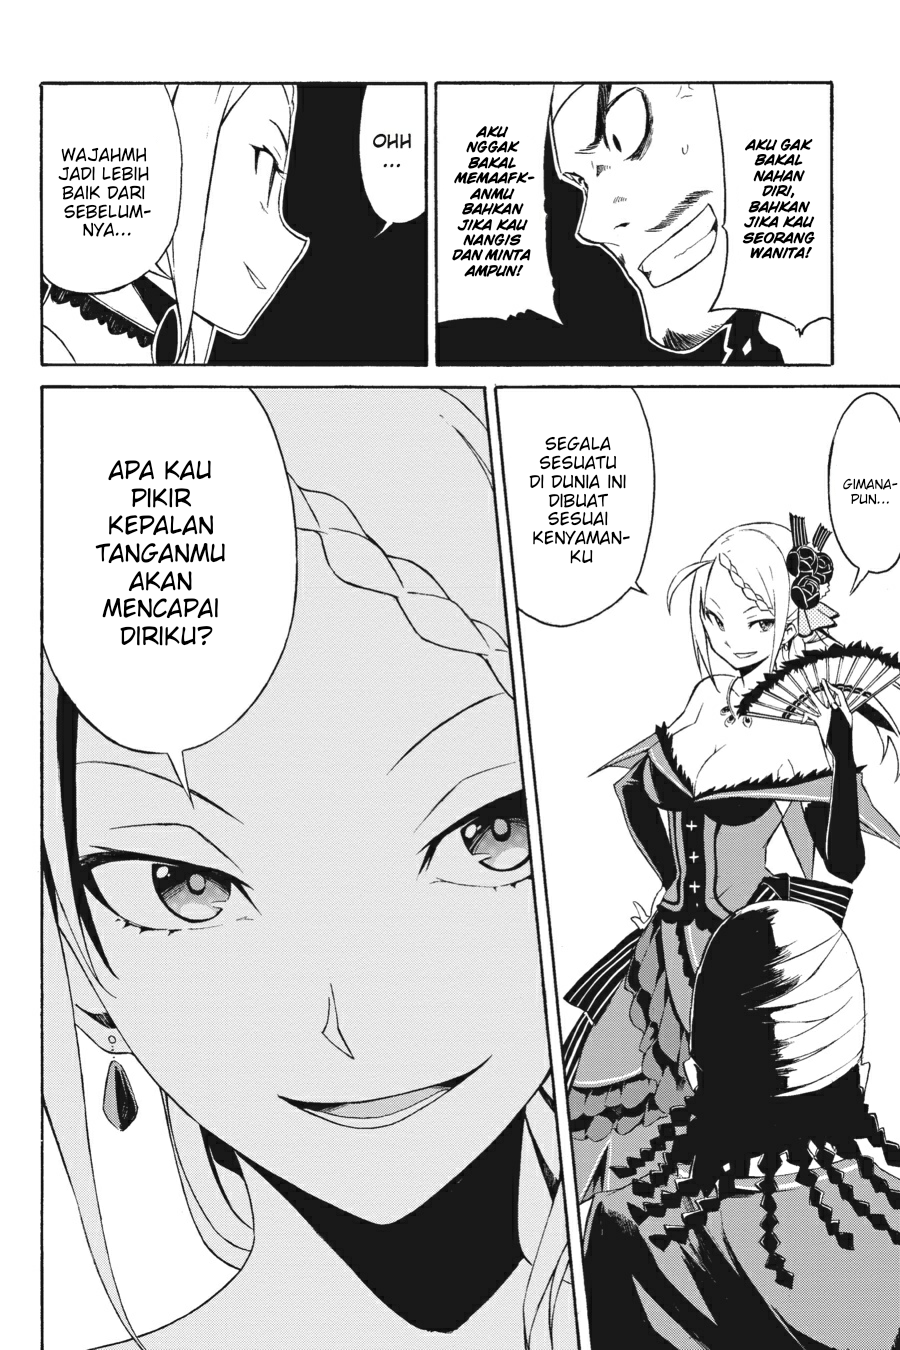 AKU GAK
BAKAL
NAHAN
DIRI,
BAHKAN
JIKA KAU
SEORANG
WANITA!
AKU
NGGAK
BAKAL
MEMAAFK-
ANMU
BAHKAN
JIKA KAU
NANGIS
DAN MINTA
AMPUN!
OHH
...
WAJAHMH
JADI LEBIH
BAIK DARI
SEBELUM-
NYA...
GIMANA-
PUN...
SEGALA
SESUATU
DI DUNIA INI
DIBUAT
SESUAI
KENYAMAN-
KU
APA KAU
PIKIR
KEPALAN
TANGANMU
AKAN
MENCAPAI
DIRIKU?